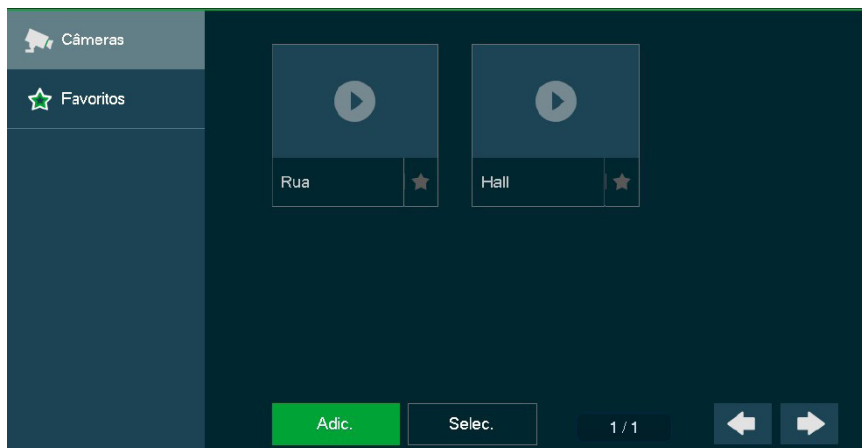 Câmeras
Favoritos
Rua
Hall
Adic.
Selec.
1 / 1